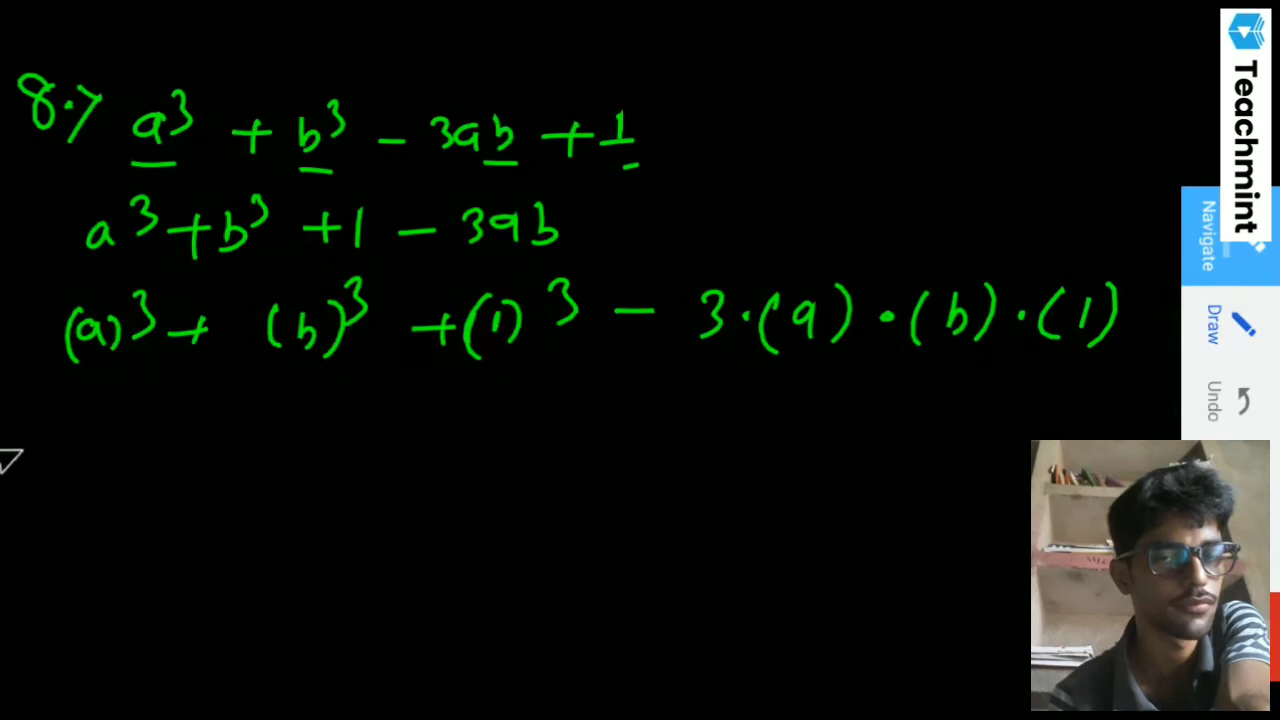 8.7 a³ + b³ - 3ab + 1
a³ + b³ + 1 - 3ab
(a)³ + (b)³ + (1)³ - 3·(a)·(b)·(1)
Teachmint
Navigate
Draw
Undo